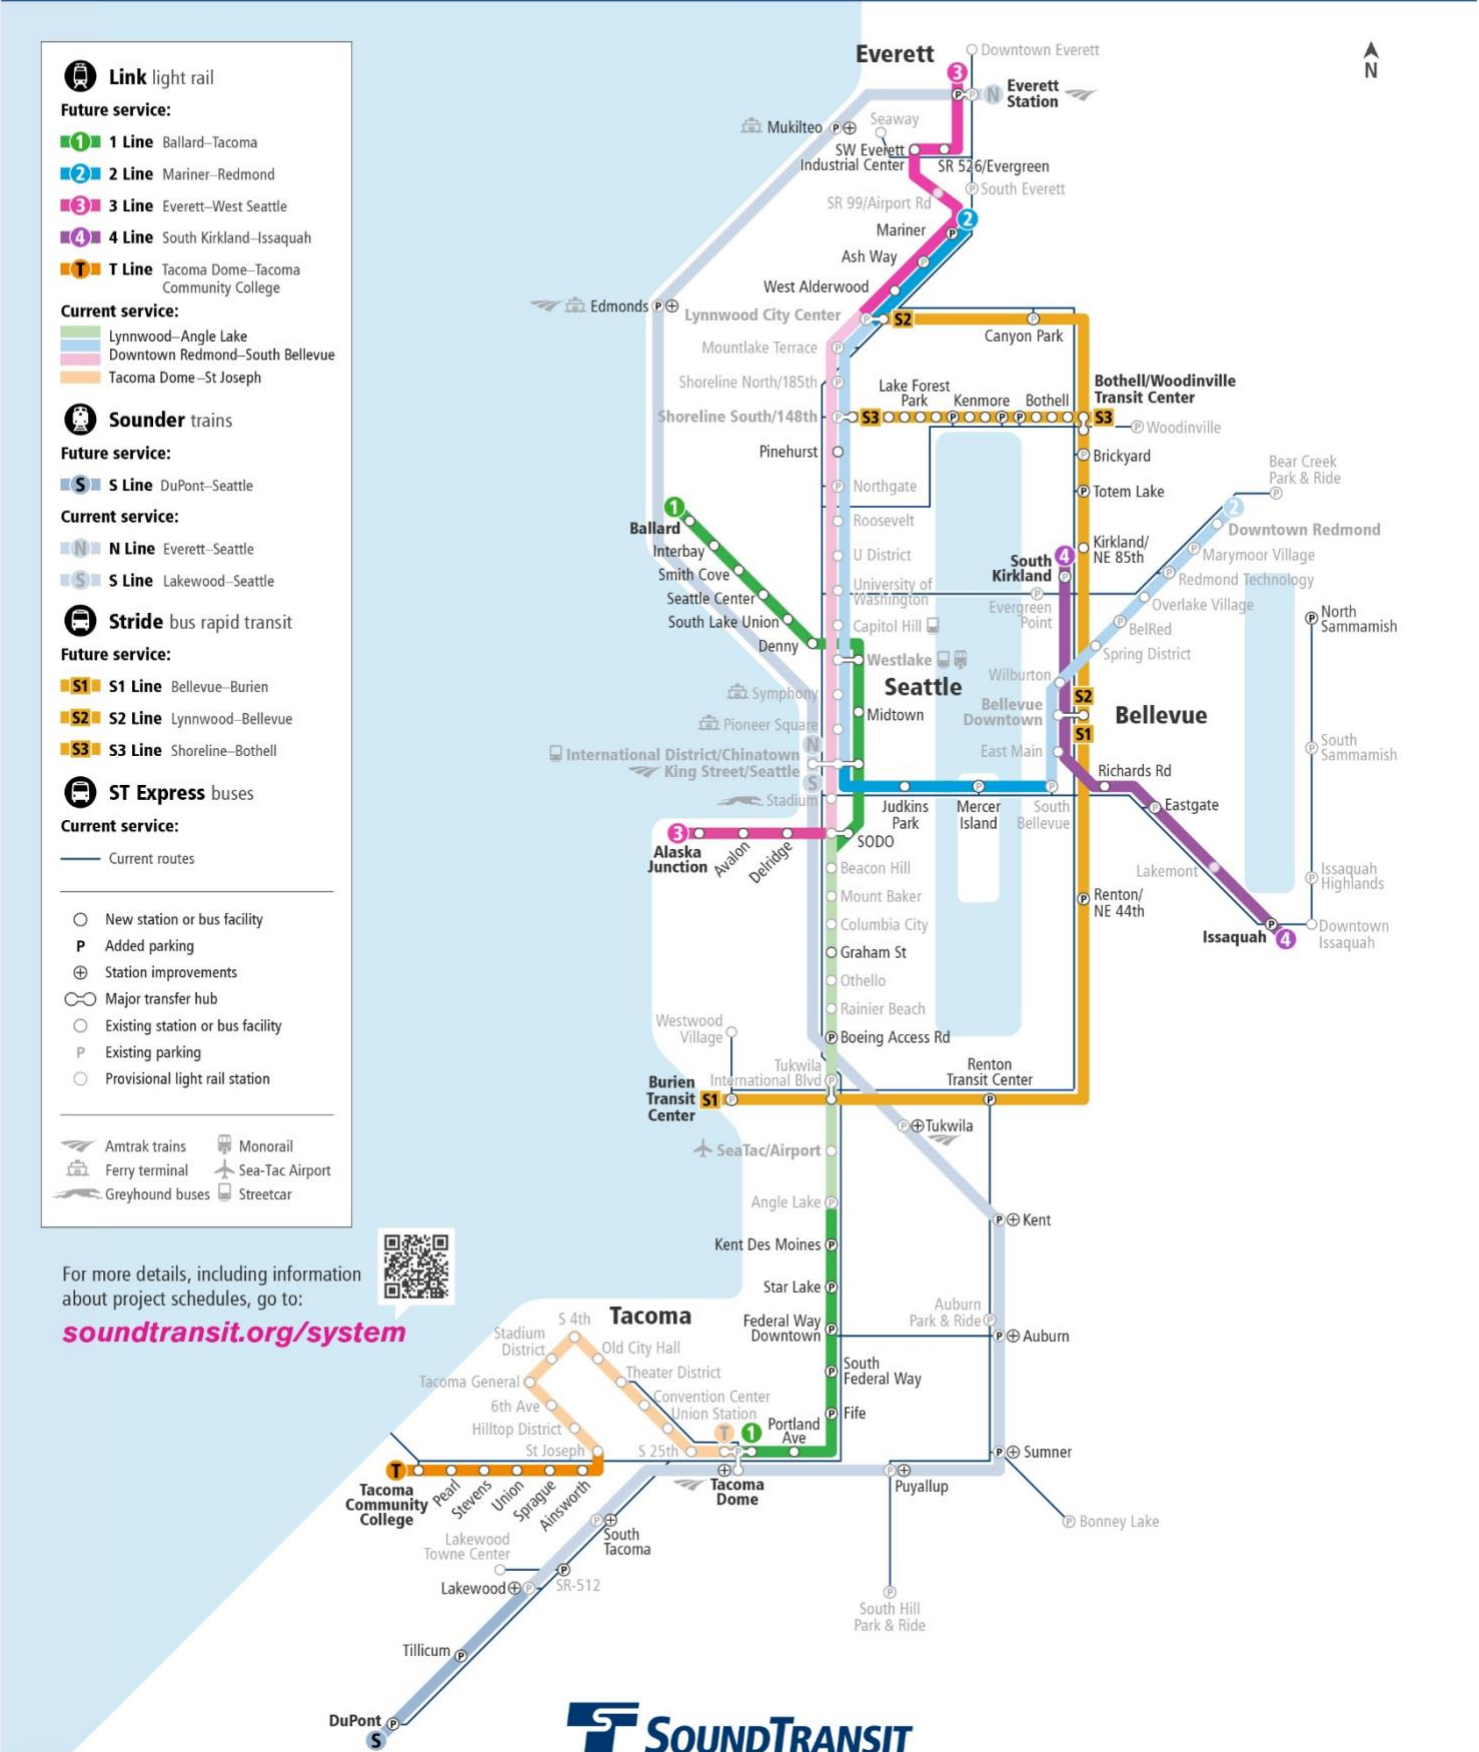 Link light rail
Future service:
1 1 Line Ballard–Tacoma
2 2 Line Mariner–Redmond
3 3 Line Everett–West Seattle
4 4 Line South Kirkland–Issaquah
T T Line Tacoma Dome–Tacoma
Community College
Current service:
Lynnwood–Angle Lake
Downtown Redmond–South Bellevue
Tacoma Dome–St Joseph
Sounder trains
Future service:
S S Line DuPont–Seattle
Current service:
N N Line Everett–Seattle
S S Line Lakewood–Seattle
Stride bus rapid transit
Future service:
S1 S1 Line Bellevue–Burien
S2 S2 Line Lynnwood–Bellevue
S3 S3 Line Shoreline–Bothell
ST Express buses
Current service:
Current routes
New station or bus facility
P Added parking
Station improvements
Major transfer hub
Existing station or bus facility
P Existing parking
Provisional light rail station
Amtrak trains
Monorail
Ferry terminal
Sea-Tac Airport
Greyhound buses
Streetcar
For more details, including information
about project schedules, go to:
soundtransit.org/system
N
Everett
Downtown Everett
3
P
P
N
Everett
Station
Seaway
Mukilteo
P
SW Everett
Industrial Center
SR 526/Evergreen
P
South Everett
SR 99/Airport Rd
2
Mariner
P
Ash Way
P
West Alderwood
Edmonds
P
Lynnwood City Center
P
S2
P
Canyon Park
Mountlake Terrace
P
Shoreline North/185th
P
Lake Forest
Park
Kenmore
Bothell
Bothell/Woodinville
Transit Center
Shoreline South/148th
P
S3
P
P
P
S3
P
Woodinville
Pinehurst
P
Brickyard
Bear Creek
Park & Ride
P
P
Northgate
P
Totem Lake
1
Ballard
Roosevelt
2
Downtown Redmond
Interbay
U District
Kirkland/
NE 85th
P
Marymoor Village
South
Kirkland
4
P
Smith Cove
University of
Washington
P
Redmond Technology
Seattle Center
P
Evergreen
Point
Overlake Village
North
Sammamish
P
South Lake Union
Capitol Hill
P
BelRed
Denny
Westlake
Spring District
Wilburton
Seattle
Symphony
S2
Bellevue
Downtown
Midtown
Bellevue
Pioneer Square
S1
N
International District/Chinatown
King Street/Seattle
S
East Main
P
South
Sammamish
Richards Rd
Stadium
Judkins
Park
P
Mercer
Island
P
South
Bellevue
P
Eastgate
3
Alaska
Junction
Avalon
Delridge
SODO
Beacon Hill
Lakemont
P
Issaquah
Highlands
Mount Baker
P
Renton/
NE 44th
Columbia City
Issaquah
P
4
Downtown
Issaquah
Graham St
Othello
Rainier Beach
Westwood
Village
P
Boeing Access Rd
Tukwila
International Blvd
P
Renton
Transit Center
P
Burien
Transit
Center
S1
P
P
Tukwila
SeaTac/Airport
Angle Lake
P
P
Kent
Kent Des Moines
P
Star Lake
P
Auburn
Park & Ride
P
Federal Way
Downtown
P
P
Auburn
P
South
Federal Way
P
Fife
Tacoma
S 4th
Stadium
District
Old City Hall
Theater District
Tacoma General
Convention Center
6th Ave
Union Station
Hilltop District
T
1
Portland
Ave
St Joseph
S 25th
P
P
Sumner
T
Tacoma
Community
College
Pearl
Stevens
Union
Sprague
Ainsworth
Tacoma
Dome
P
Puyallup
P
South
Tacoma
P
Bonney Lake
Lakewood
Towne Center
P
SR-512
Lakewood
P
P
South Hill
Park & Ride
Tillicum
P
DuPont
P
S
SOUNDTRANSIT